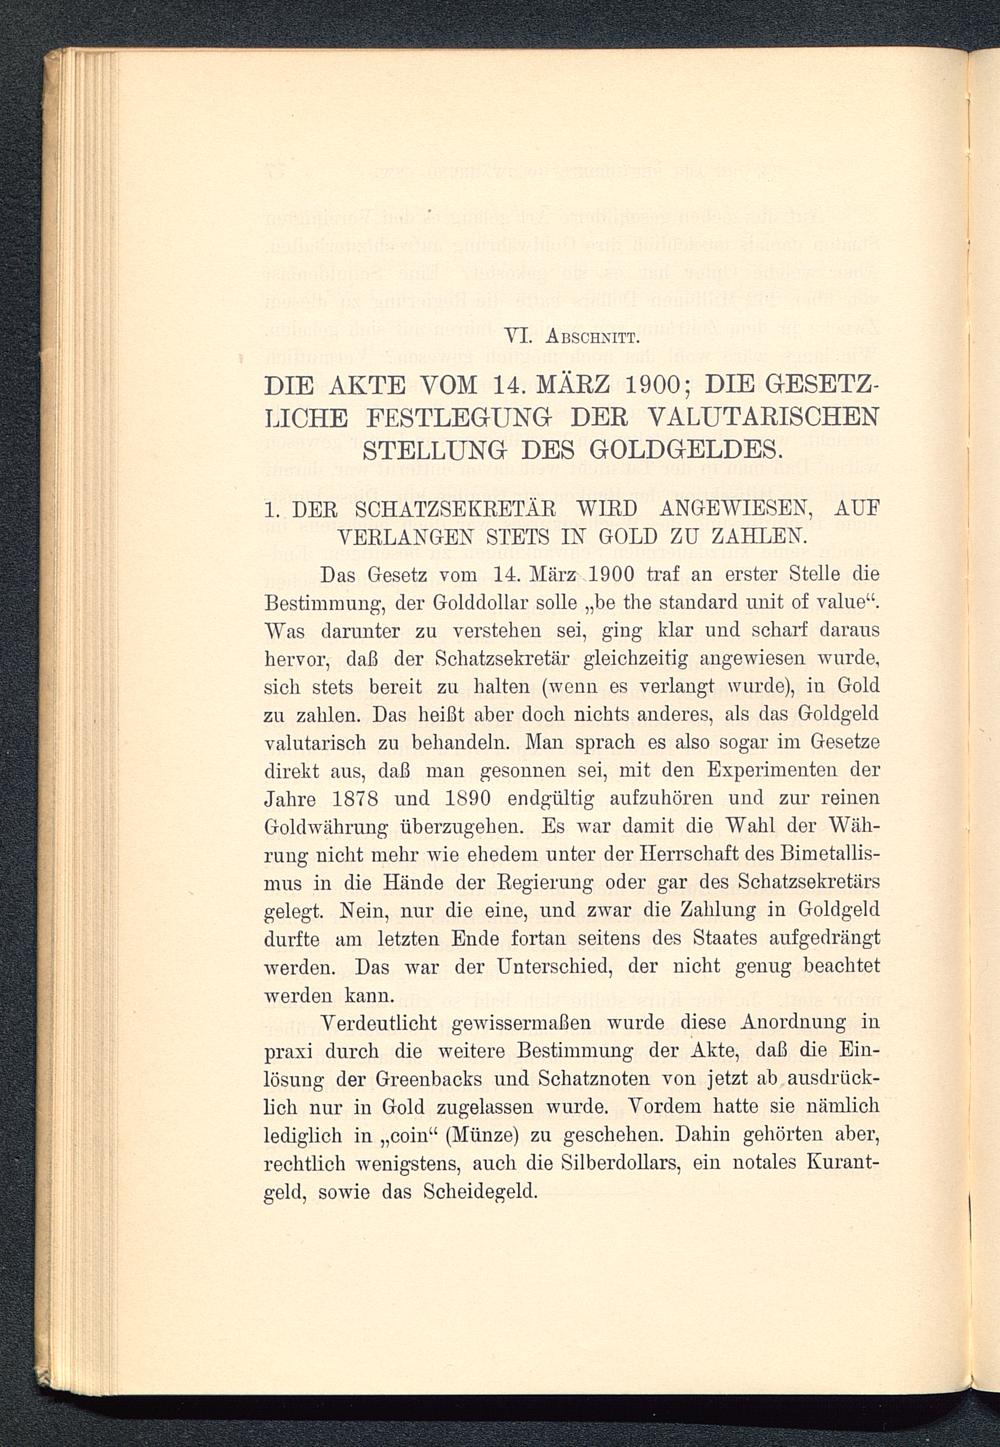 VI. Abschnitt.
DIE AKTE VOM 14. MÄRZ 1900; DIE GESETZ-
LICHE FESTLEGUNG DER VALUTARISCHEN
STELLUNG DES GOLDGELDES.
1. DER SCHATZSEKRETÄR WIRD ANGEWIESEN, AUF
VERLANGEN STETS IN GOLD ZU ZAHLEN.
Das Gesetz vom 14. März 1900 traf an erster Stelle die
Bestimmung, der Golddollar solle „be the standard unit of value“.
Was darunter zu verstehen sei, ging klar und scharf daraus
hervor, daß der Schatzsekretär gleichzeitig angewiesen wurde,
sich stets bereit zu halten (wenn es verlangt wurde), in Gold
zu zahlen. Das heißt aber doch nichts anderes, als das Goldgeld
valutarisch zu behandeln. Man sprach es also sogar im Gesetze
direkt aus, daß man gesonnen sei, mit den Experimenten der
Jahre 1878 und 1890 endgültig aufzuhören und zur reinen
Goldwährung überzugehen. Es war damit die Wahl der Wäh-
rung nicht mehr wie ehedem unter der Herrschaft des Bimetallis-
mus in die Hände der Regierung oder gar des Schatzsekretärs
gelegt. Nein, nur die eine, und zwar die Zahlung in Goldgeld
durfte am letzten Ende fortan seitens des Staates aufgedrängt
werden. Das war der Unterschied, der nicht genug beachtet
werden kann.
Verdeutlicht gewissermaßen wurde diese Anordnung in
praxi durch die weitere Bestimmung der Akte, daß die Ein-
lösung der Greenbacks und Schatznoten von jetzt ab ausdrück-
lich nur in Gold zugelassen wurde. Vordem hatte sie nämlich
lediglich in „coin“ (Münze) zu geschehen. Dahin gehörten aber,
rechtlich wenigstens, auch die Silberdollars, ein notales Kurant-
geld, sowie das Scheidegeld.